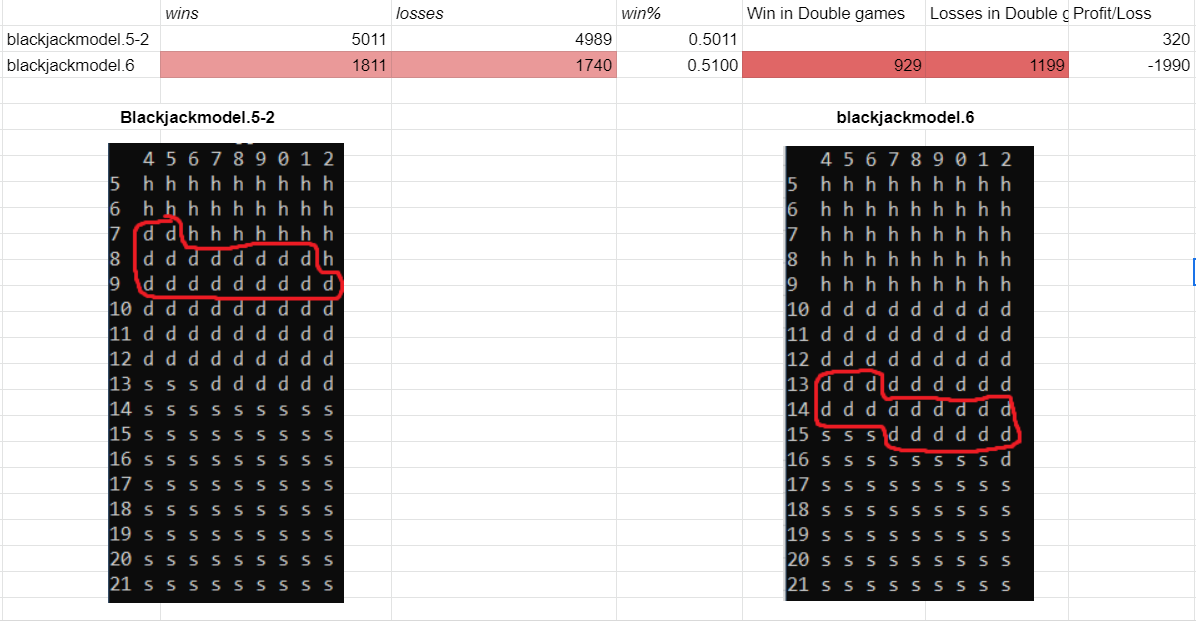 wins losses win% Win in Double games Losses in Double g Profit/Loss
blackjackmodel.5-2 5011 4989 0.5011 320
blackjackmodel.6 1811 1740 0.5100 929 1199 -1990
Blackjackmodel.5-2 blackjackmodel.6
4 5 6 7 8 9 0 1 2
5 h h h h h h h h h
6 h h h h h h h h h
7 d d h h h h h h h
8 d d d d d d d d h
9 d d d d d d d d d
10 d d d d d d d d d
11 d d d d d d d d d
12 d d d d d d d d d
13 s s s d d d d d d
14 s s s s s s s s s
15 s s s s s s s s s
16 s s s s s s s s s
17 s s s s s s s s s
18 s s s s s s s s s
19 s s s s s s s s s
20 s s s s s s s s s
21 s s s s s s s s s
4 5 6 7 8 9 0 1 2
5 h h h h h h h h h
6 h h h h h h h h h
7 h h h h h h h h h
8 h h h h h h h h h
9 h h h h h h h h h
10 d d d d d d d d d
11 d d d d d d d d d
12 d d d d d d d d d
13 d d d d d d d d d
14 d d d d d d d d d
15 s s s d d d d d d
16 s s s s s s s s d
17 s s s s s s s s s
18 s s s s s s s s s
19 s s s s s s s s s
20 s s s s s s s s s
21 s s s s s s s s s